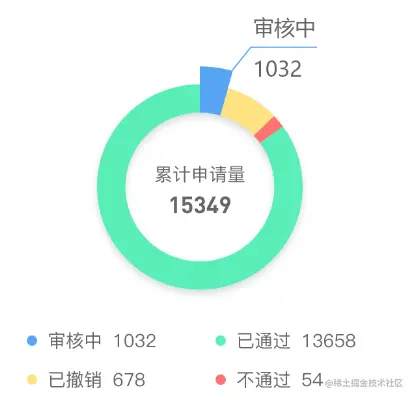 审核中
1032
累计申请量
15349
审核中 1032
已通过 13658
已撤销 678
不通过 54
@稀土掘金技术社区